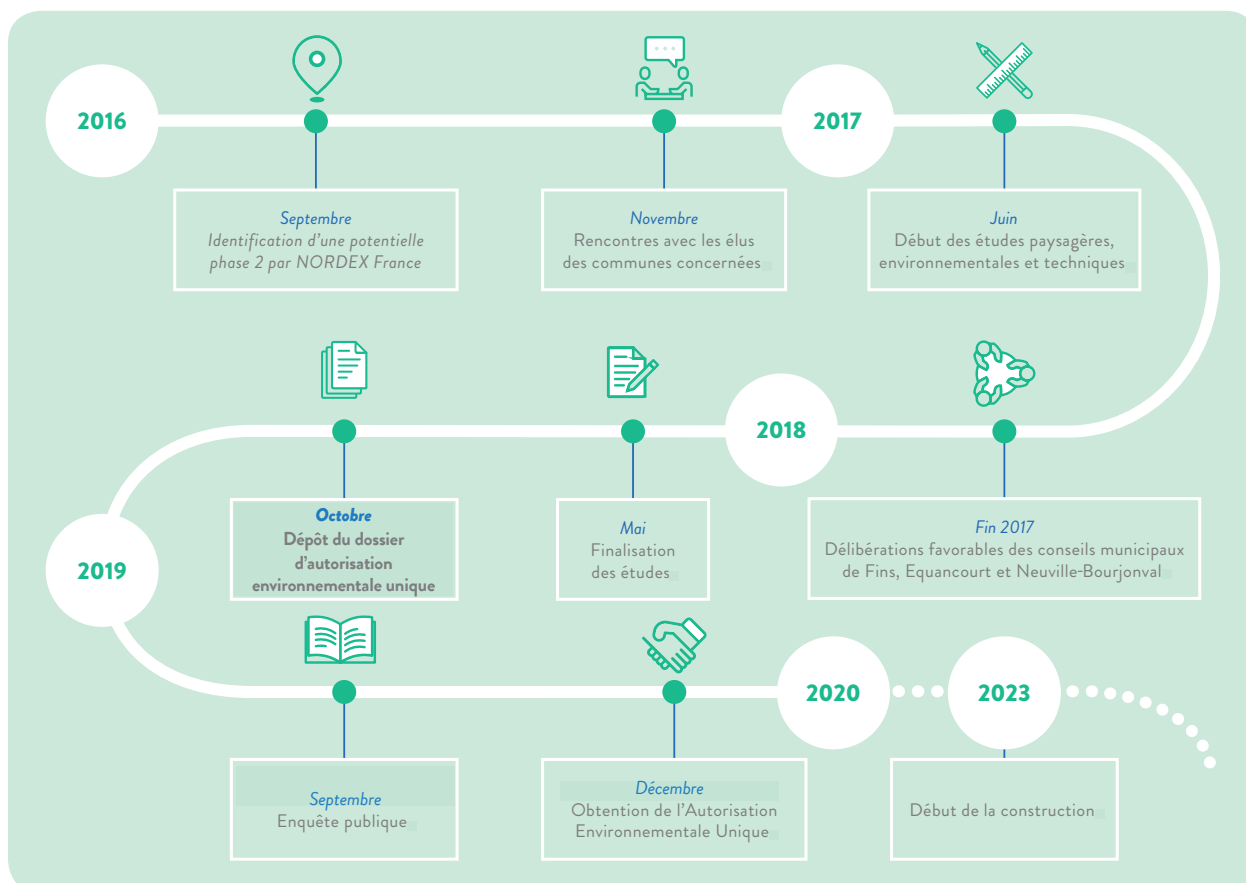 2016
Septembre
Identification d'une potentielle
phase 2 par NORDEX France
Novembre
Rencontres avec les élus
des communes concernées
2017
Juin
Début des études paysagères,
environnementales et techniques
Fin 2017
Délibérations favorables des conseils municipaux
de Fins, Equancourt et Neuville-Bourjonval
2018
Mai
Finalisation
des études
Octobre
Dépôt du dossier
d'autorisation
environnementale unique
2019
Septembre
Enquête publique
Décembre
Obtention de l'Autorisation
Environnementale Unique
2020
2023
Début de la construction